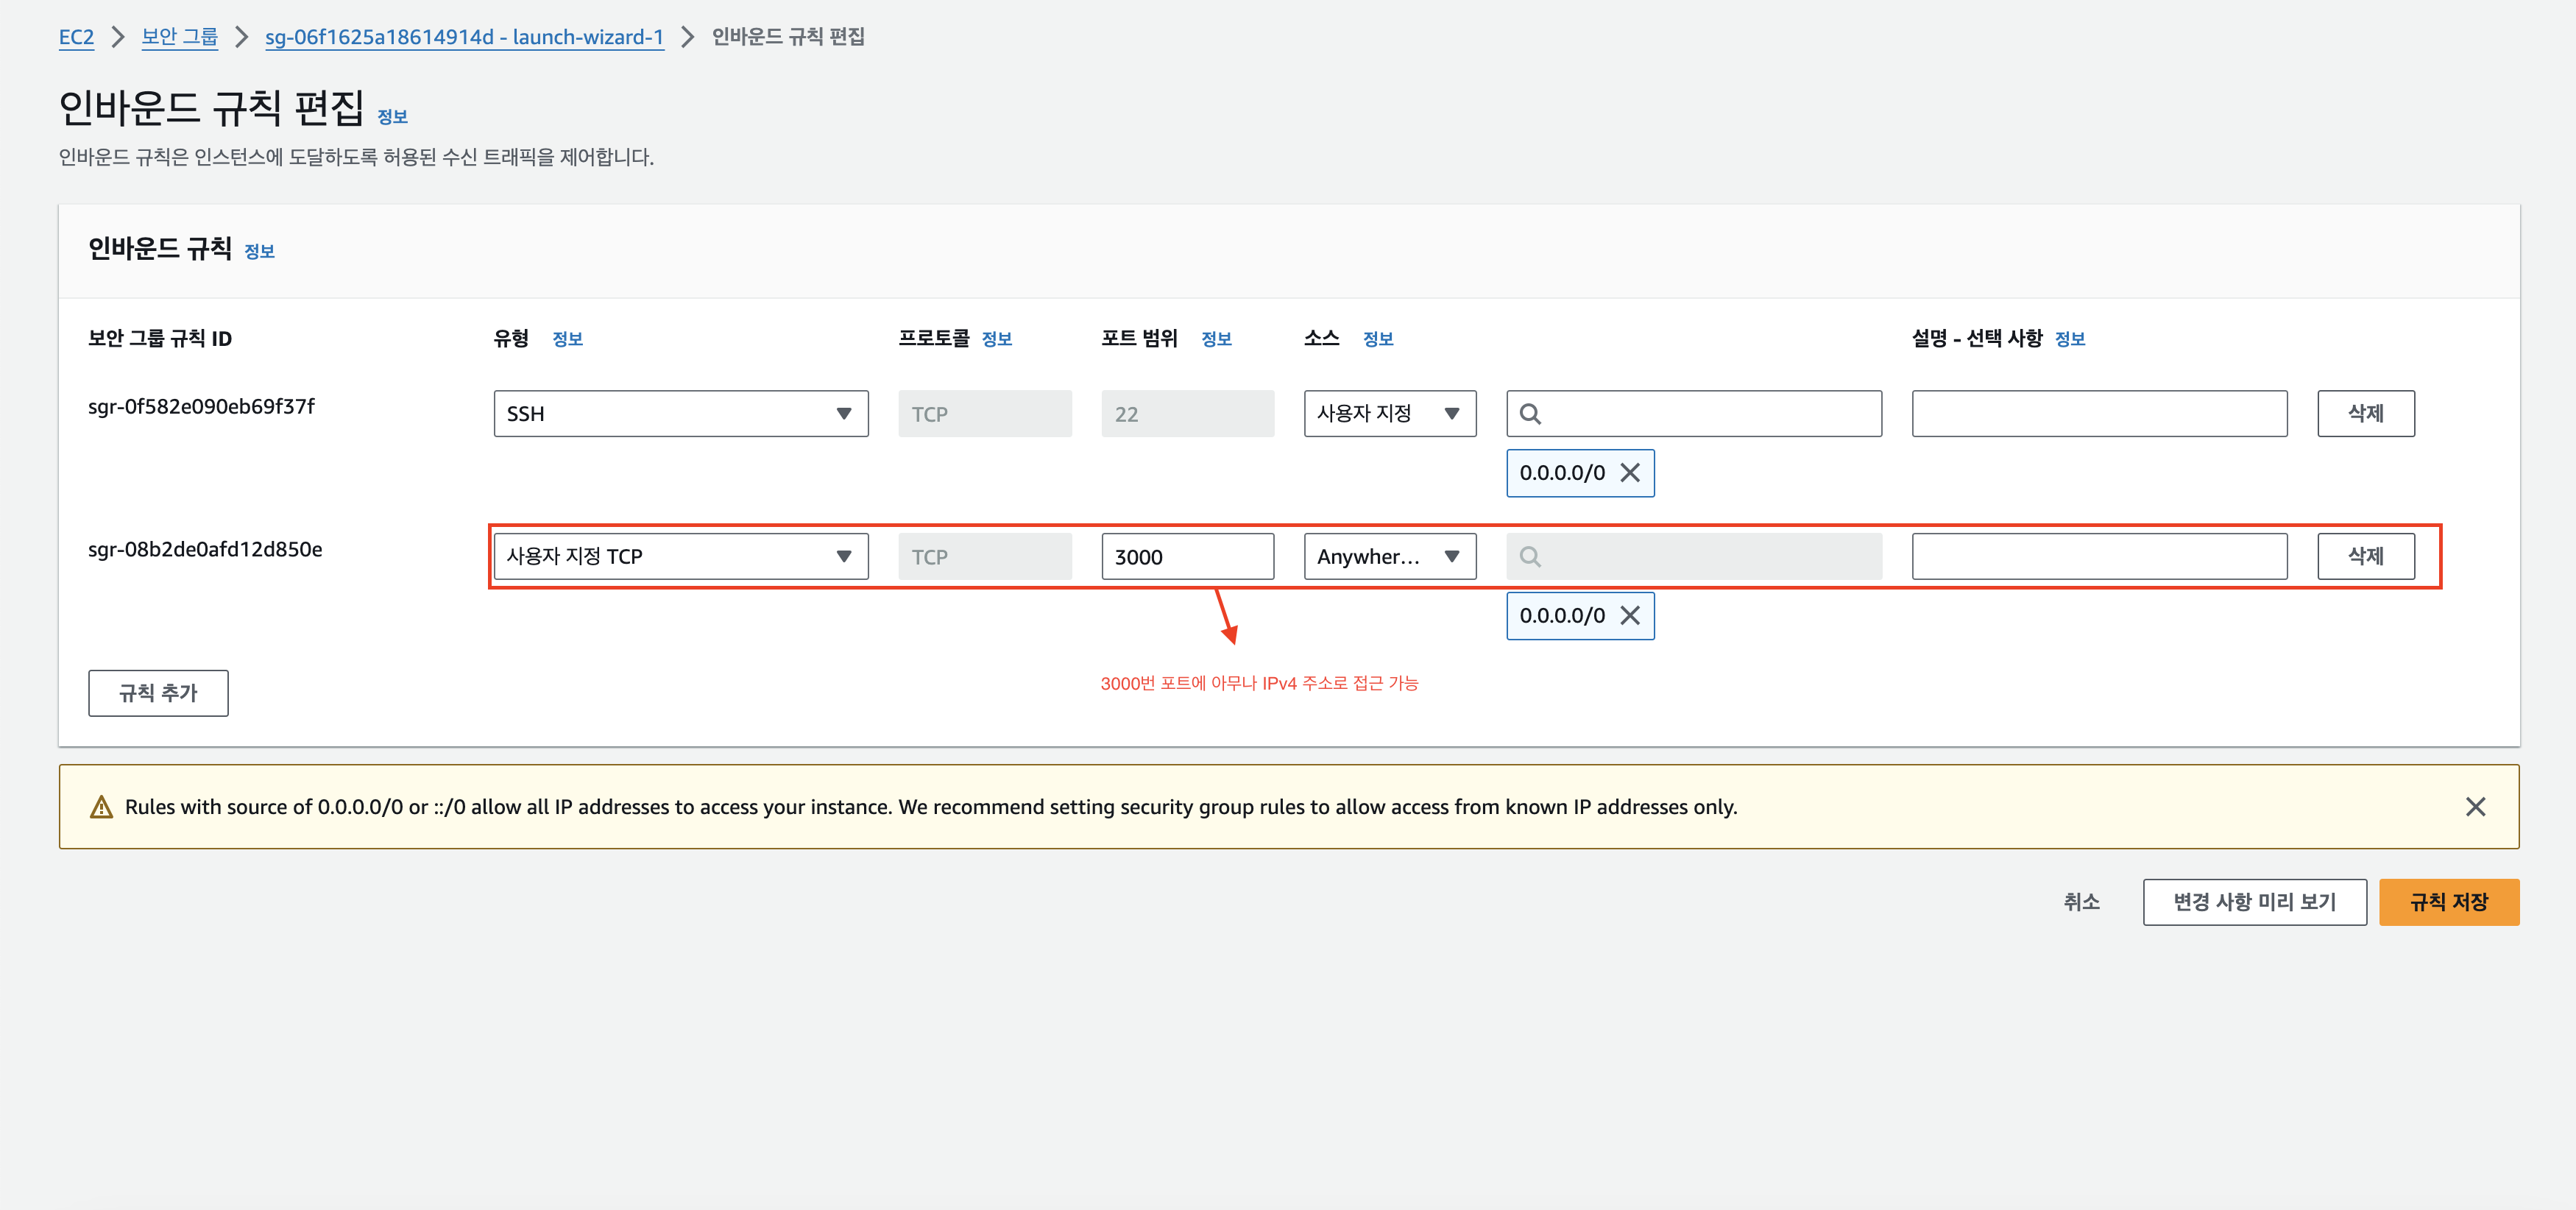 EC2 > 보안 그룹 > sg-06f1625a18614914d - launch-wizard-1 > 인바운드 규칙 편집
인바운드 규칙 편집 정보
인바운드 규칙은 인스턴스에 도달하도록 허용된 수신 트래픽을 제어합니다.
인바운드 규칙 정보
보안 그룹 규칙 ID 유형 정보 프로토콜 정보 포트 범위 정보 소스 정보 설명 - 선택 사항 정보
sgr-0f582e090eb69f37f SSH TCP 22 사용자 지정 삭제
0.0.0.0/0
sgr-08b2de0afd12d850e 사용자 지정 TCP TCP 3000 Anywher... 삭제
0.0.0.0/0
3000번 포트에 아무나 IPv4 주소로 접근 가능
규칙 추가
Rules with source of 0.0.0.0/0 or ::/0 allow all IP addresses to access your instance. We recommend setting security group rules to allow access from known IP addresses only.
취소 변경 사항 미리 보기 규칙 저장